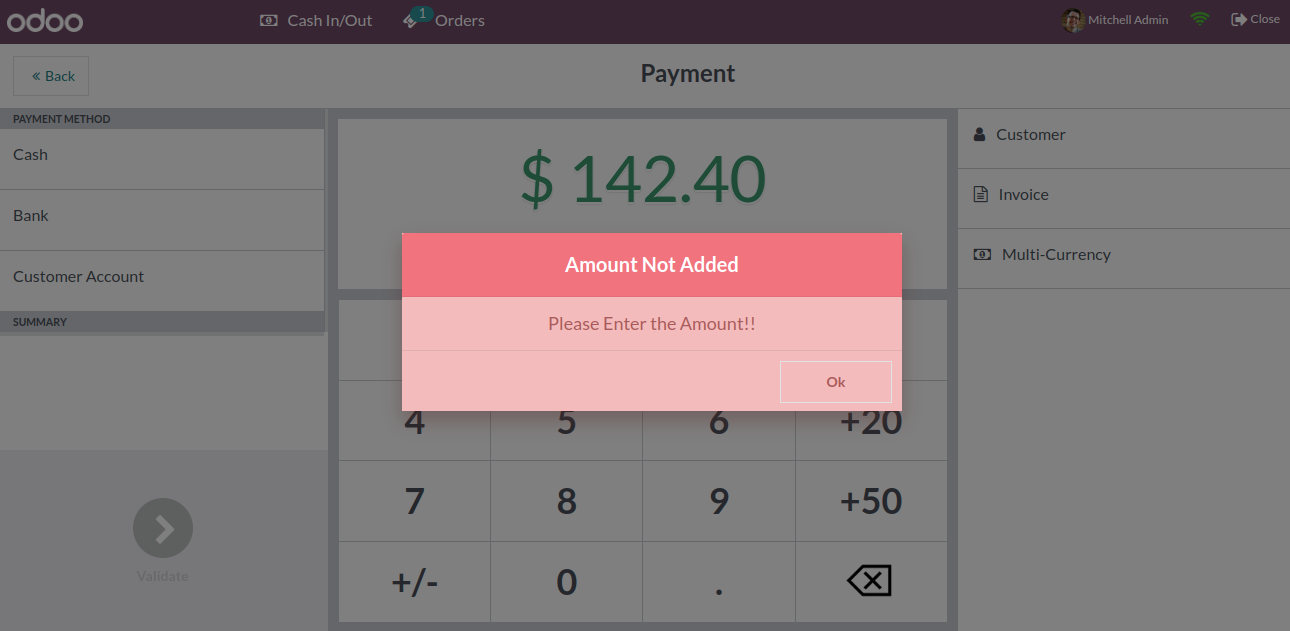 odoo
Cash In/Out
1
Orders
Mitchell Admin
Close
« Back
Payment
PAYMENT METHOD
Cash
Bank
Customer Account
SUMMARY
Validate
$ 142.40
Amount Not Added
Please Enter the Amount!!
Ok
4 5 6 +20
7 8 9 +50
+/- 0 .
Customer
Invoice
Multi-Currency